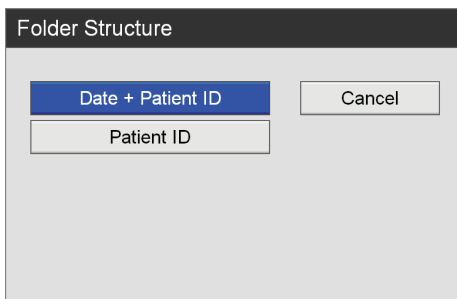 Folder Structure
Date + Patient ID
Cancel
Patient ID